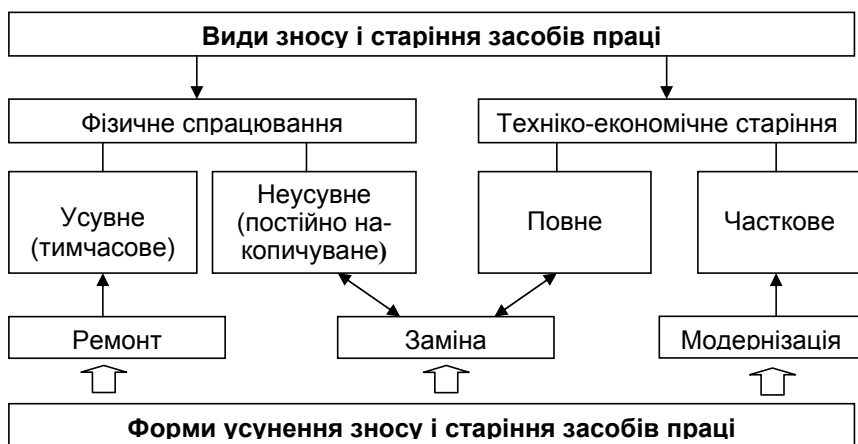 Види зносу і старіння засобів праці
Фізичне спрацювання
Техніко-економічне старіння
Усувне
(тимчасове)
Неусувне
(постійно на-
копичуване)
Повне
Часткове
Ремонт
Заміна
Модернізація
Форми усунення зносу і старіння засобів праці